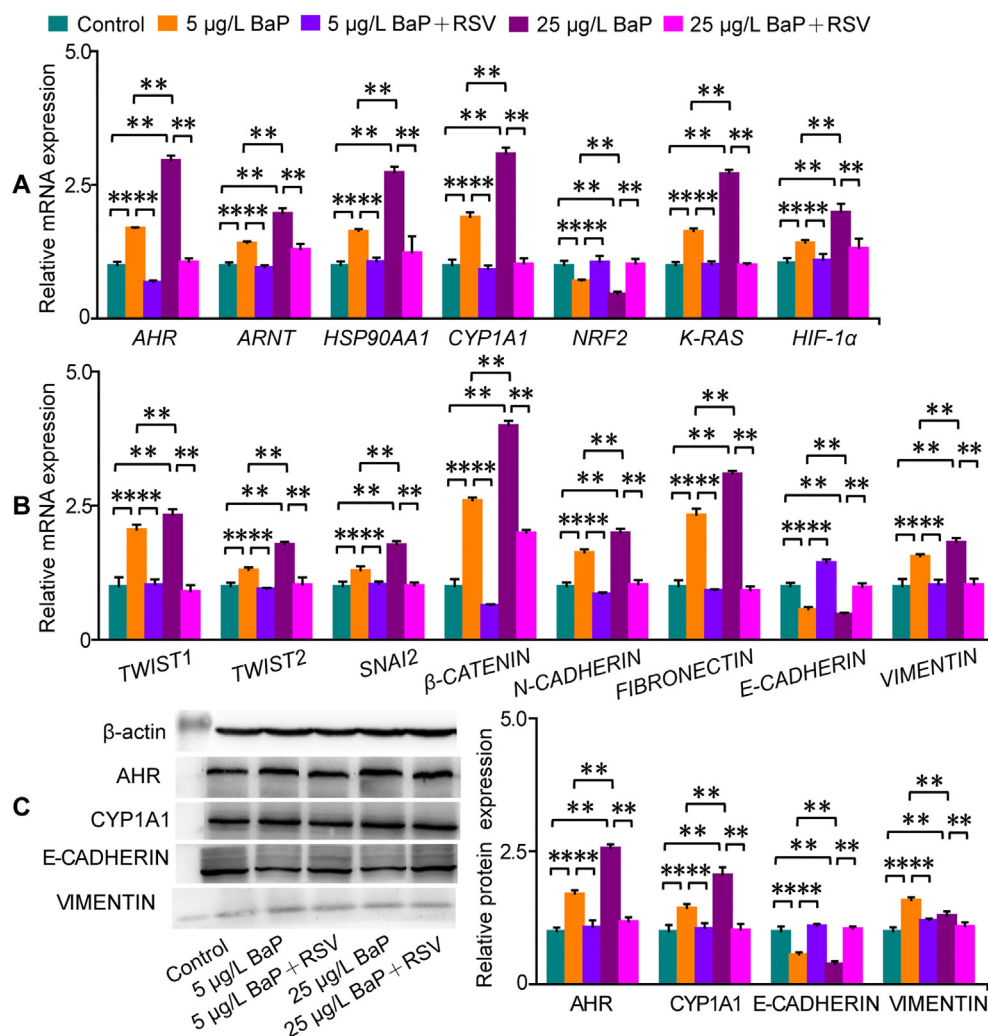 Control 5 μg/L BaP 5 μg/L BaP+RSV 25 μg/L BaP 25 μg/L BaP+RSV
A
Relative mRNA expression
5.0
2.5
0
** ** ** ** ** ** **
** ** ** ** ** ** ** ** ** ** ** ** ** **
**** **** **** **** **** **** ****
AHR ARNT HSP90AA1 CYP1A1 NRF2 K-RAS HIF-1α
B
Relative mRNA expression
5.0
2.5
0
** ** ** ** ** ** ** **
** ** ** ** ** ** ** ** ** ** ** ** ** ** ** **
**** **** **** **** **** **** **** ****
TWIST1 TWIST2 SNAI2 β-CATENIN N-CADHERIN FIBRONECTIN E-CADHERIN VIMENTIN
C
β-actin
AHR
CYP1A1
E-CADHERIN
VIMENTIN
Control
5 μg/L BaP
5 μg/L BaP+RSV
25 μg/L BaP
25 μg/L BaP+RSV
Relative protein expression
5.0
2.5
0
** ** ** **
** ** ** ** ** ** ** **
**** **** **** ****
AHR CYP1A1 E-CADHERIN VIMENTIN